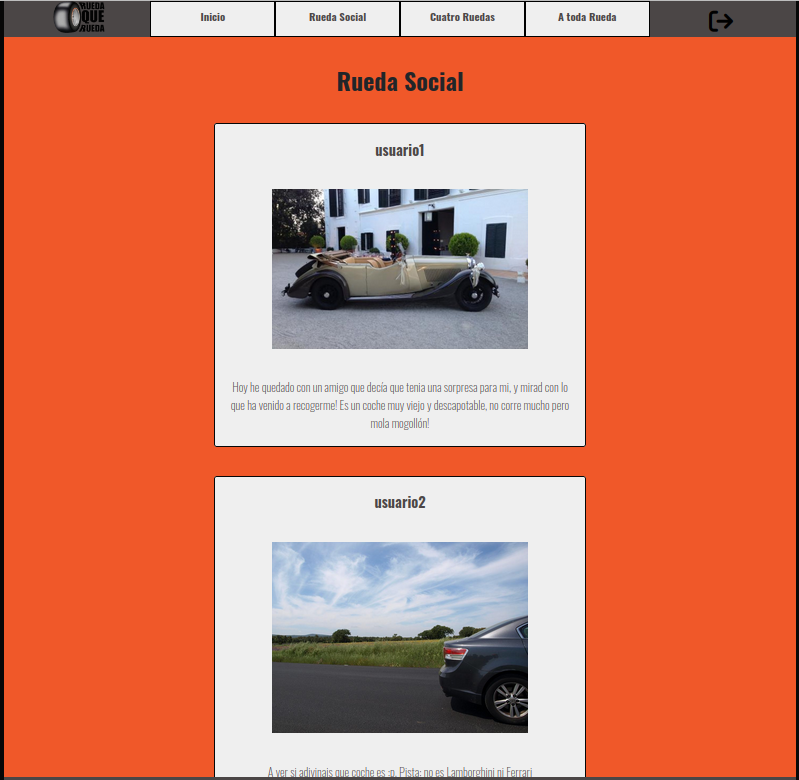 RUEDA
QUE
RUEDA
Inicio
Rueda Social
Cuatro Ruedas
A toda Rueda
Rueda Social
usuario1
Hoy he quedado con un amigo que decía que tenia una sorpresa para mi, y mirad con lo
que ha venido a recogerme! Es un coche muy viejo y descapotable, no corre mucho pero
mola mogollón!
usuario2
A ver si adivinais que coche es :p. Pista: no es Lamborghini ni Ferrari